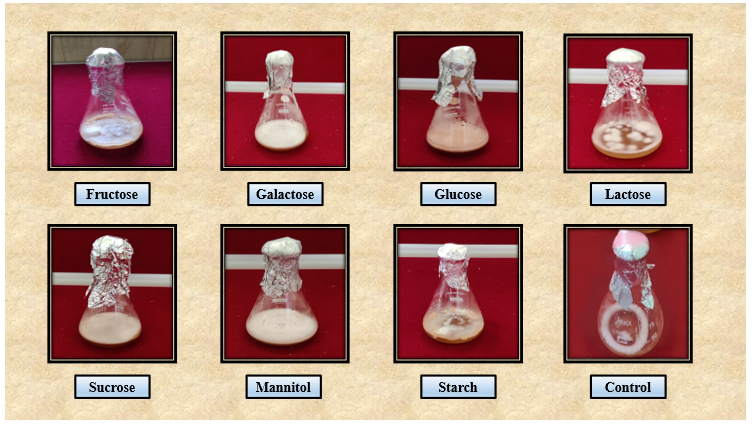 Fructose
Galactose
Glucose
Lactose
Sucrose
Mannitol
Starch
Control